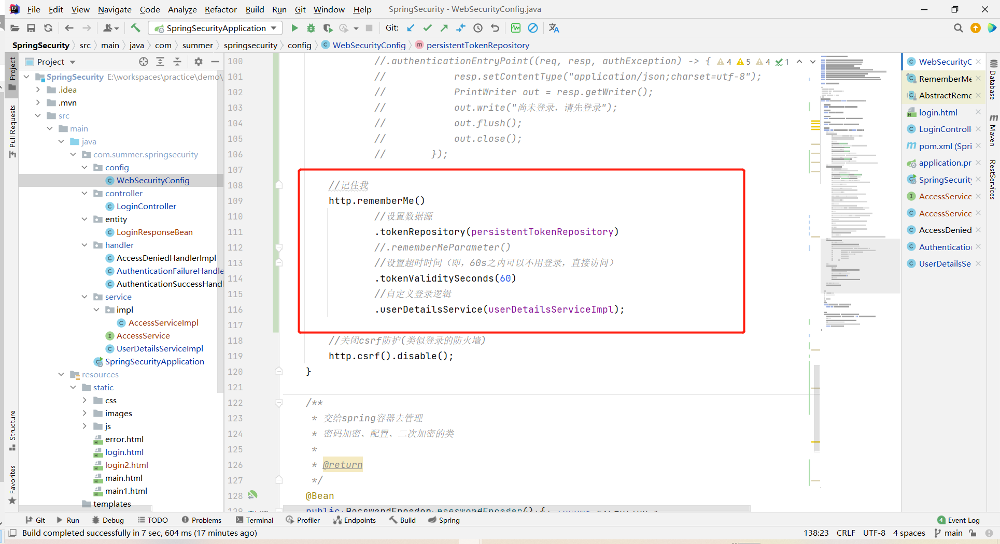 File Edit View Navigate Code Analyze Refactor Build Run Git Window Help SpringSecurity - WebSecurityConfig.java
SpringSecurityApplication Git:
SpringSecurity src main java com summer springsecurity config WebSecurityConfig persistentTokenRepository
Project
Pull Requests
Structure
Favorites
Project
SpringSecurity E:\workspaces\practice\demo\
.idea
.mvn
src
main
java
com.summer.springsecurity
config
WebSecurityConfig
controller
LoginController
entity
LoginResponseBean
handler
AccessDeniedHandlerImpl
AuthenticationFailureHandle
AuthenticationSuccessHandl
service
impl
AccessServiceImpl
AccessService
UserDetailsServiceImpl
SpringSecurityApplication
resources
static
css
images
js
error.html
login.html
login2.html
main.html
main1.html
templates
100 //.authenticationEntryPoint((req, resp, authException) -> { 4 5 4 1
101 // resp.setContentType("application/json;charset=utf-8");
102 // PrintWriter out = resp.getWriter();
103 // out.write("尚未登录，请先登录");
104 // out.flush();
105 // out.close();
106 // });
107
108 //记住我
109 http.rememberMe()
110 //设置数据源
111 .tokenRepository(persistentTokenRepository)
112 //.rememberMeParameter()
113 //设置超时时间（即，60s之内可以不用登录，直接访问）
114 .tokenValiditySeconds(60)
115 //自定义登录逻辑
116 .userDetailsService(userDetailsServiceImpl);
117
118 //关闭csrf防护(类似登录的防火墙)
119 http.csrf().disable();
120 }
121
122 /**
123 * 交给spring容器去管理
124 * 密码加密、配置、二次加密的类
125 *
126 * @return
127 */
128 @Bean
129 public PasswordEncoder passwordEncoder() {
WebSecurityC
RememberMe
AbstractReme
login.html
LoginControll
pom.xml (Spri
application.pr
SpringSecurity
AccessService
AccessService
AccessDenied
Authentication
UserDetailsSe
Database
Maven
RestServices
Git Run Debug TODO Problems Terminal Profiler Endpoints Build Spring 4 Event Log
Build completed successfully in 7 sec, 604 ms (17 minutes ago) 138:23 CRLF UTF-8 4 spaces main